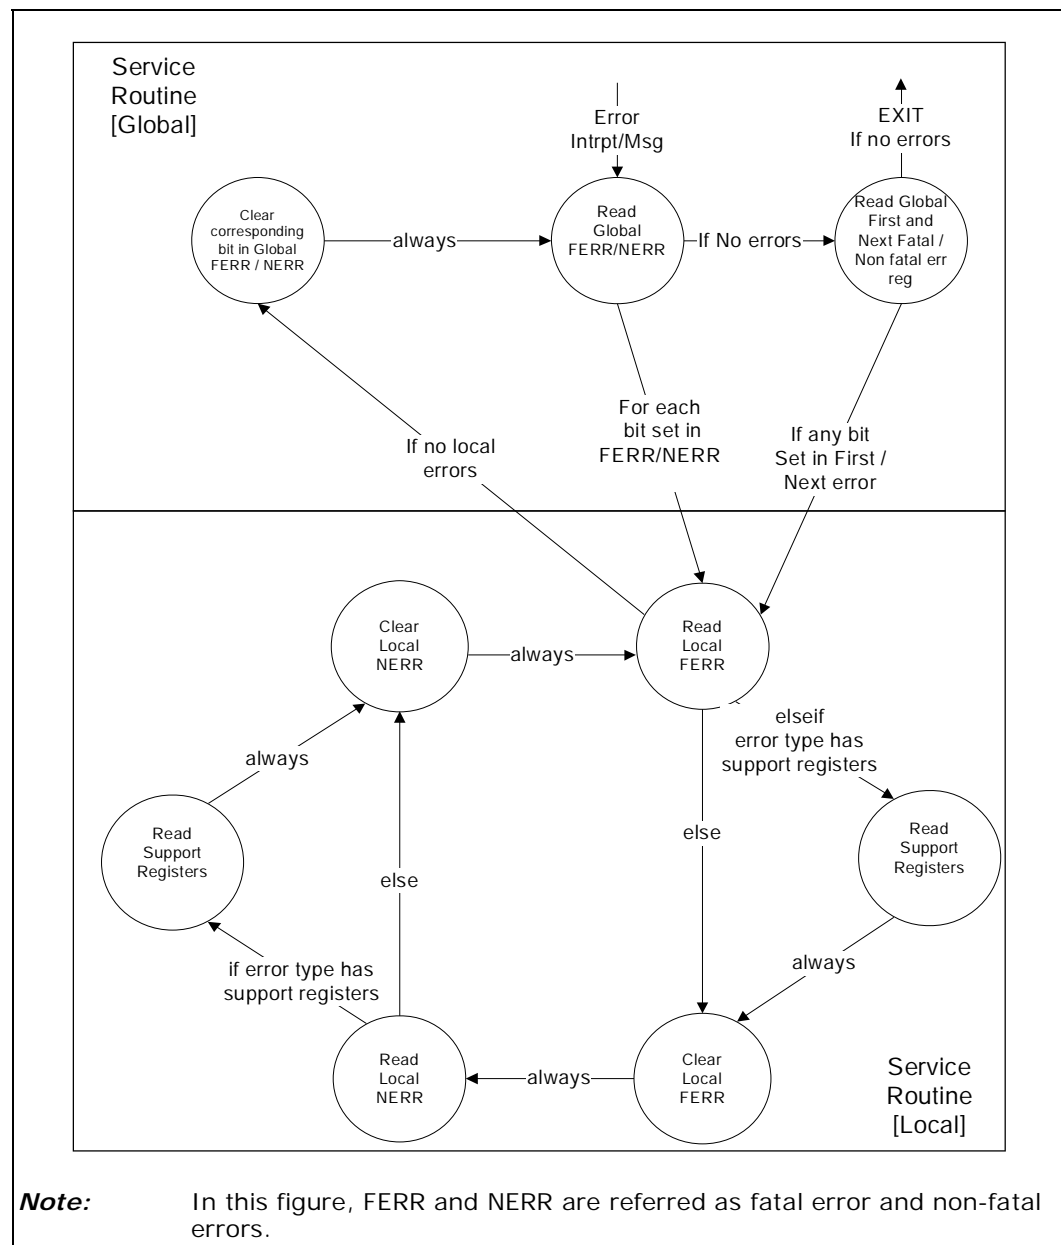 Service
Routine
[Global]
Error
Intrpt/Msg
EXIT
If no errors
Clear
corresponding
bit in Global
FERR / NERR
always
Read
Global
FERR/NERR
If No errors
Read Global
First and
Next Fatal /
Non fatal err
reg
For each
bit set in
FERR/NERR
If any bit
Set in First /
Next error
If no local
errors
Clear
Local
NERR
always
Read
Local
FERR
elseif
error type has
support registers
always
Read
Support
Registers
else
else
Read
Support
Registers
if error type has
support registers
always
Read
Local
NERR
always
Clear
Local
FERR
Service
Routine
[Local]
Note: In this figure, FERR and NERR are referred as fatal error and non-fatal
errors.